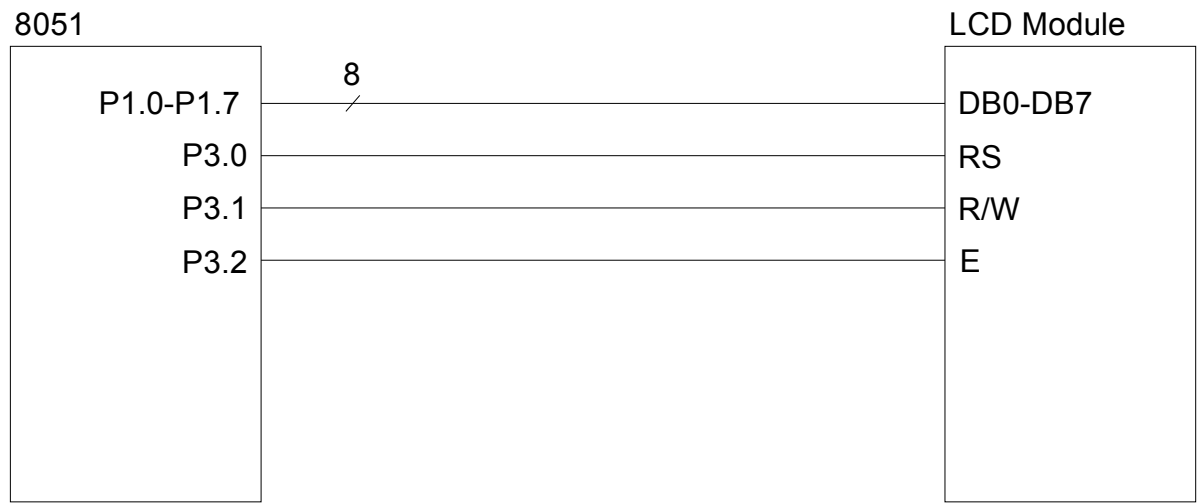 8051 LCD Module
8
P1.0-P1.7 DB0-DB7
P3.0 RS
P3.1 R/W
P3.2 E